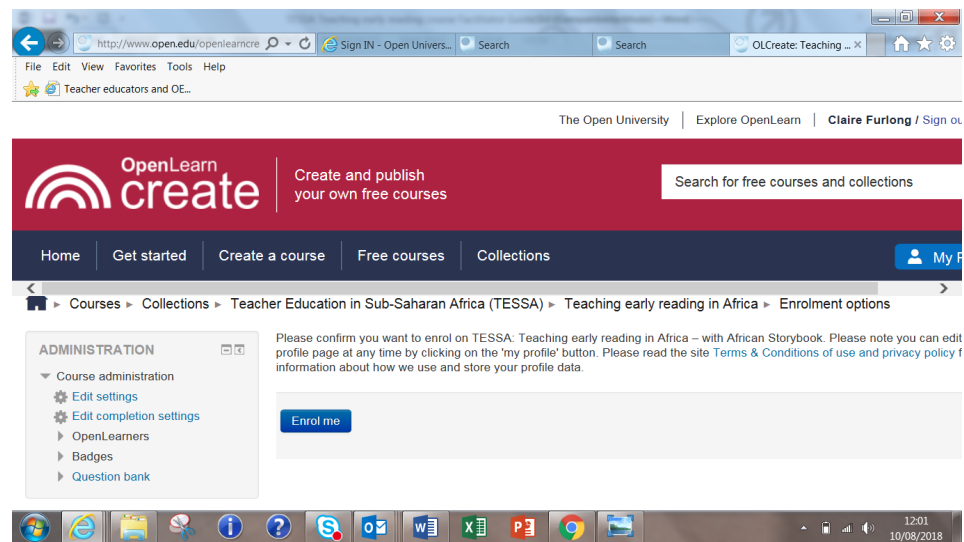 http://www.open.edu/openlearncre
Sign IN - Open Univers...
Search
Search
OLCreate: Teaching ...
File Edit View Favorites Tools Help
Teacher educators and OE...
The Open University | Explore OpenLearn | Claire Furlong / Sign ou
OpenLearn
create
Create and publish
your own free courses
Search for free courses and collections
Home Get started Create a course Free courses Collections
My P
Courses ► Collections ► Teacher Education in Sub-Saharan Africa (TESSA) ► Teaching early reading in Africa ► Enrolment options
ADMINISTRATION
Course administration
Edit settings
Edit completion settings
OpenLearners
Badges
Question bank
Please confirm you want to enrol on TESSA: Teaching early reading in Africa – with African Storybook. Please note you can edit
profile page at any time by clicking on the 'my profile' button. Please read the site Terms & Conditions of use and privacy policy f
information about how we use and store your profile data.
Enrol me
12:01
10/08/2018